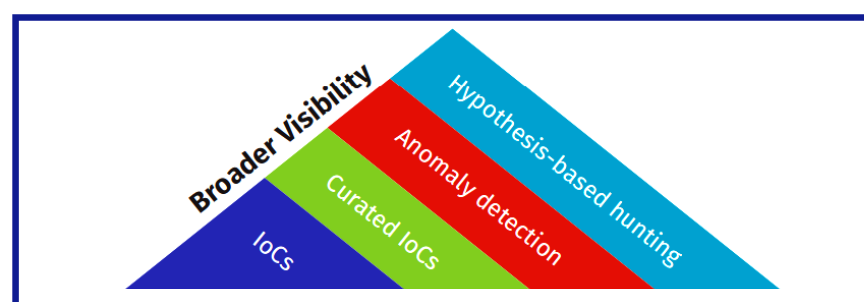 Broader Visibility
IoCs
Curated IoCs
Anomaly detection
Hypothesis-based hunting